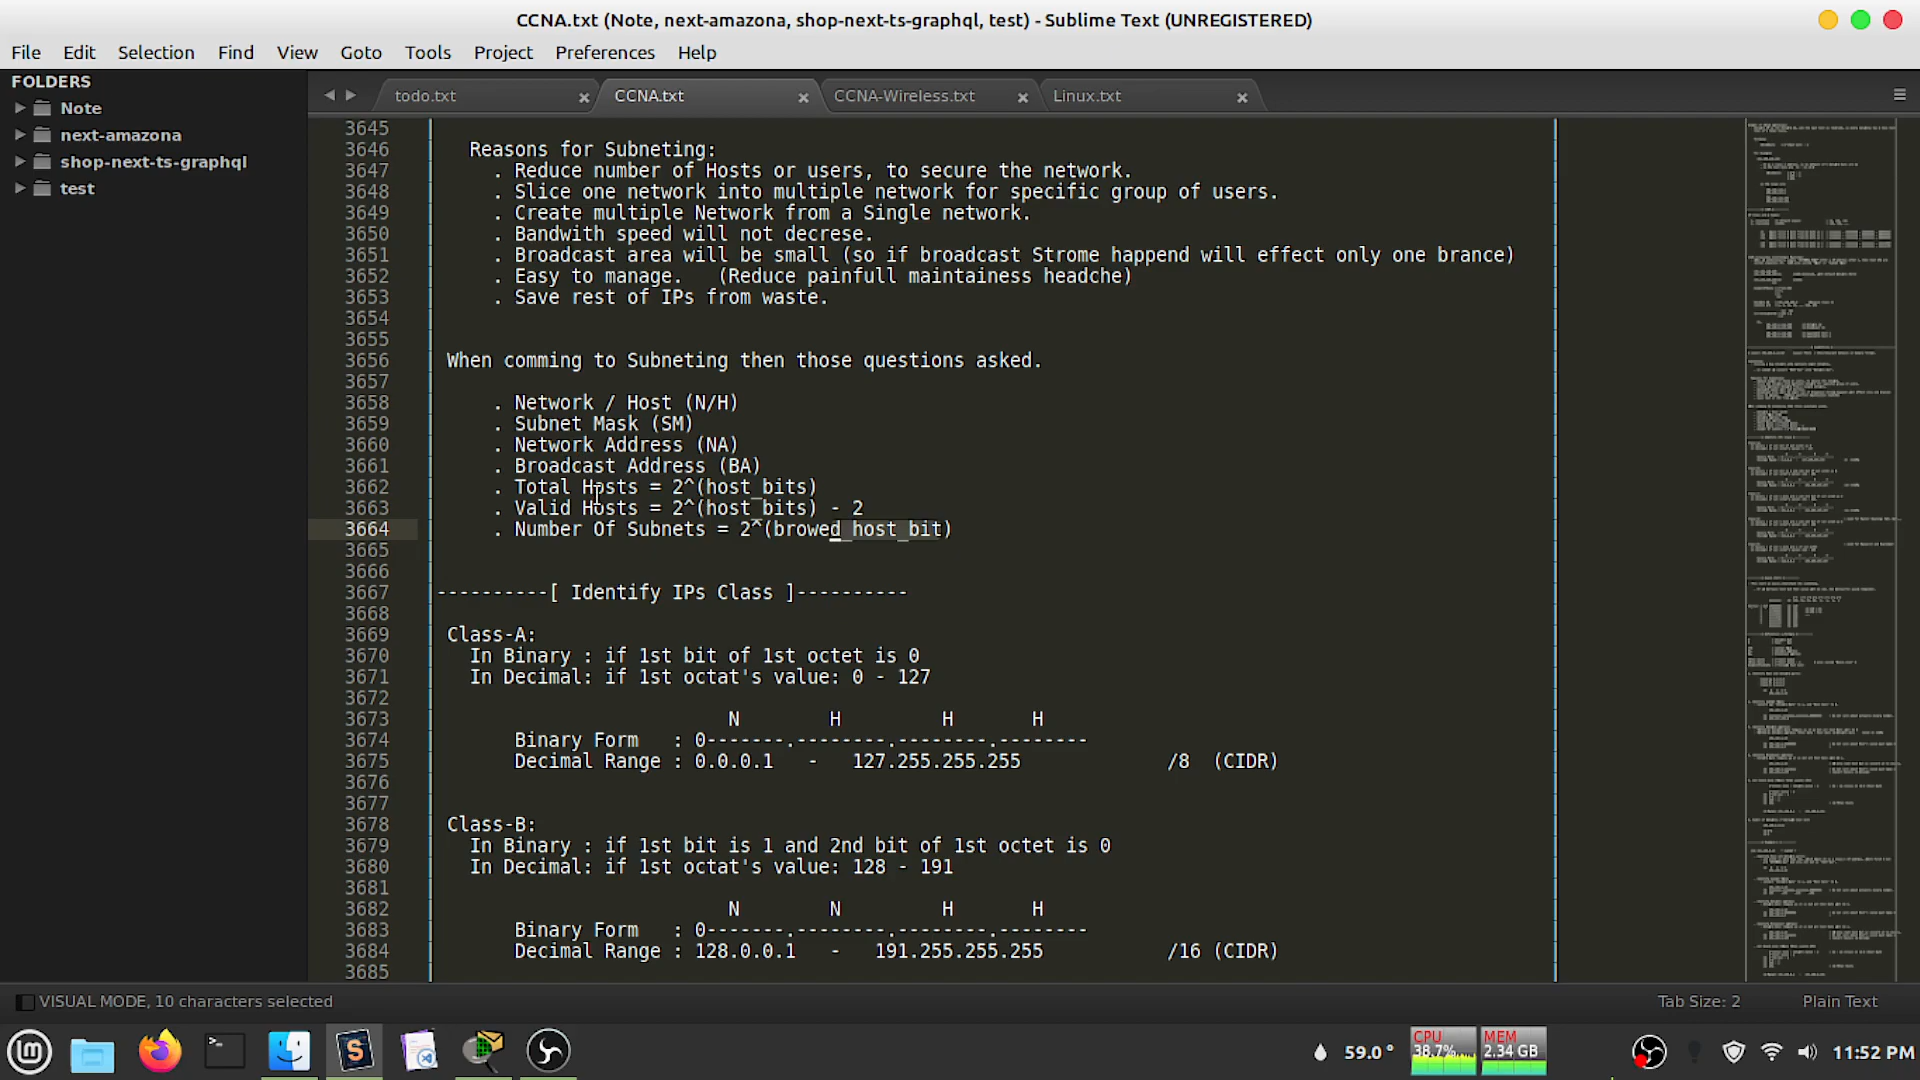 CCNA.txt (Note, next-amazona, shop-next-ts-graphql, test) - Sublime Text (UNREGISTERED)
File Edit Selection Find View Goto Tools Project Preferences Help
FOLDERS
Note
next-amazona
shop-next-ts-graphql
test
todo.txt CCNA.txt CCNA-Wireless.txt Linux.txt
3645
3646 Reasons for Subneting:
3647 . Reduce number of Hosts or users, to secure the network.
3648 . Slice one network into multiple network for specific group of users.
3649 . Create multiple Network from a Single network.
3650 . Bandwith speed will not decrese.
3651 . Broadcast area will be small (so if broadcast Strome happend will effect only one brance)
3652 . Easy to manage. (Reduce painfull maintainess headche)
3653 . Save rest of IPs from waste.
3654
3655
3656 When comming to Subneting then those questions asked.
3657
3658 . Network / Host (N/H)
3659 . Subnet Mask (SM)
3660 . Network Address (NA)
3661 . Broadcast Address (BA)
3662 . Total Hosts = 2^(host_bits)
3663 . Valid Hosts = 2^(host_bits) - 2
3664 . Number Of Subnets = 2^(browed_host_bit)
3665
3666
3667 ----------[ Identify IPs Class ]----------
3668
3669 Class-A:
3670 In Binary : if 1st bit of 1st octet is 0
3671 In Decimal: if 1st octat's value: 0 - 127
3672
3673 N H H H
3674 Binary Form : 0-------.--------.--------.--------
3675 Decimal Range : 0.0.0.1 - 127.255.255.255 /8 (CIDR)
3676
3677
3678 Class-B:
3679 In Binary : if 1st bit is 1 and 2nd bit of 1st octet is 0
3680 In Decimal: if 1st octat's value: 128 - 191
3681
3682 N N H H
3683 Binary Form : 0-------.--------.--------.--------
3684 Decimal Range : 128.0.0.1 - 191.255.255.255 /16 (CIDR)
3685
VISUAL MODE, 10 characters selected Tab Size: 2 Plain Text
59.0 ° CPU 38.7% MEM 2.34 GB 11:52 PM